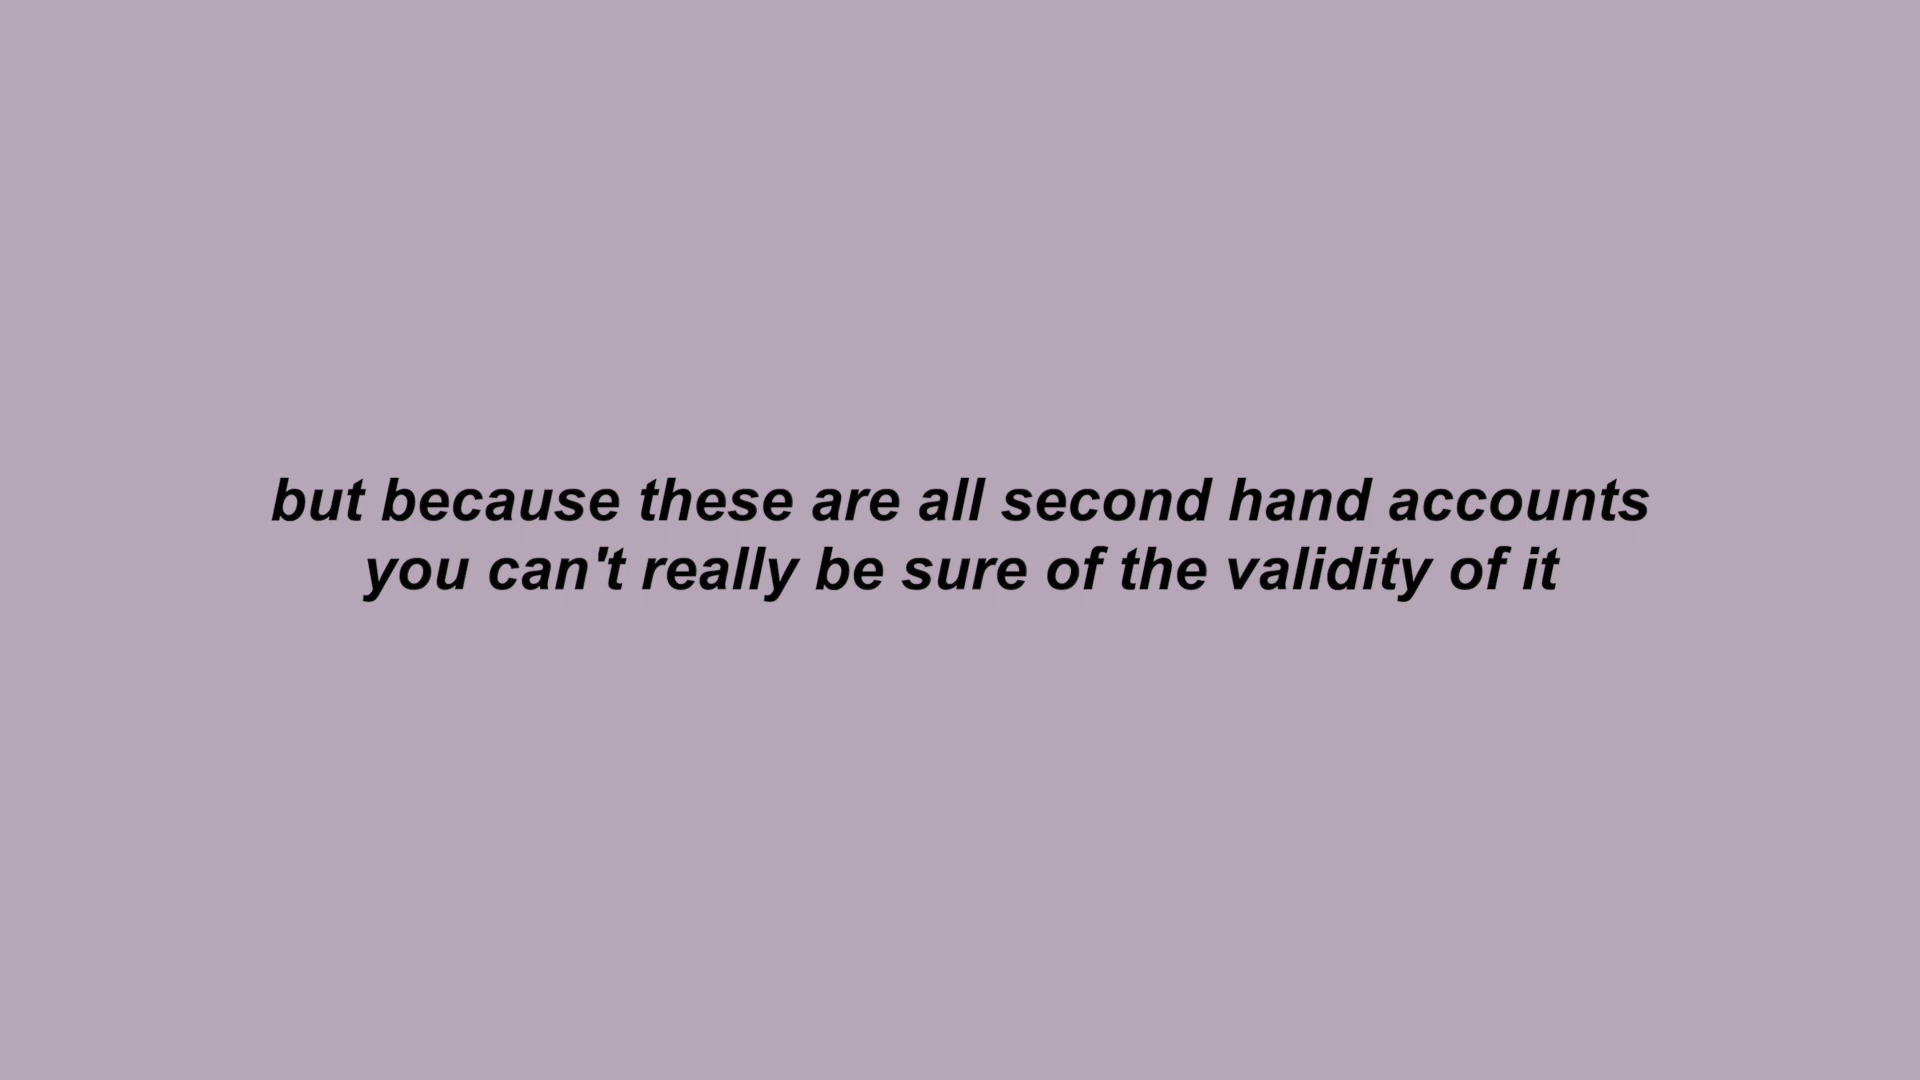 but because these are all second hand accounts
you can't really be sure of the validity of it